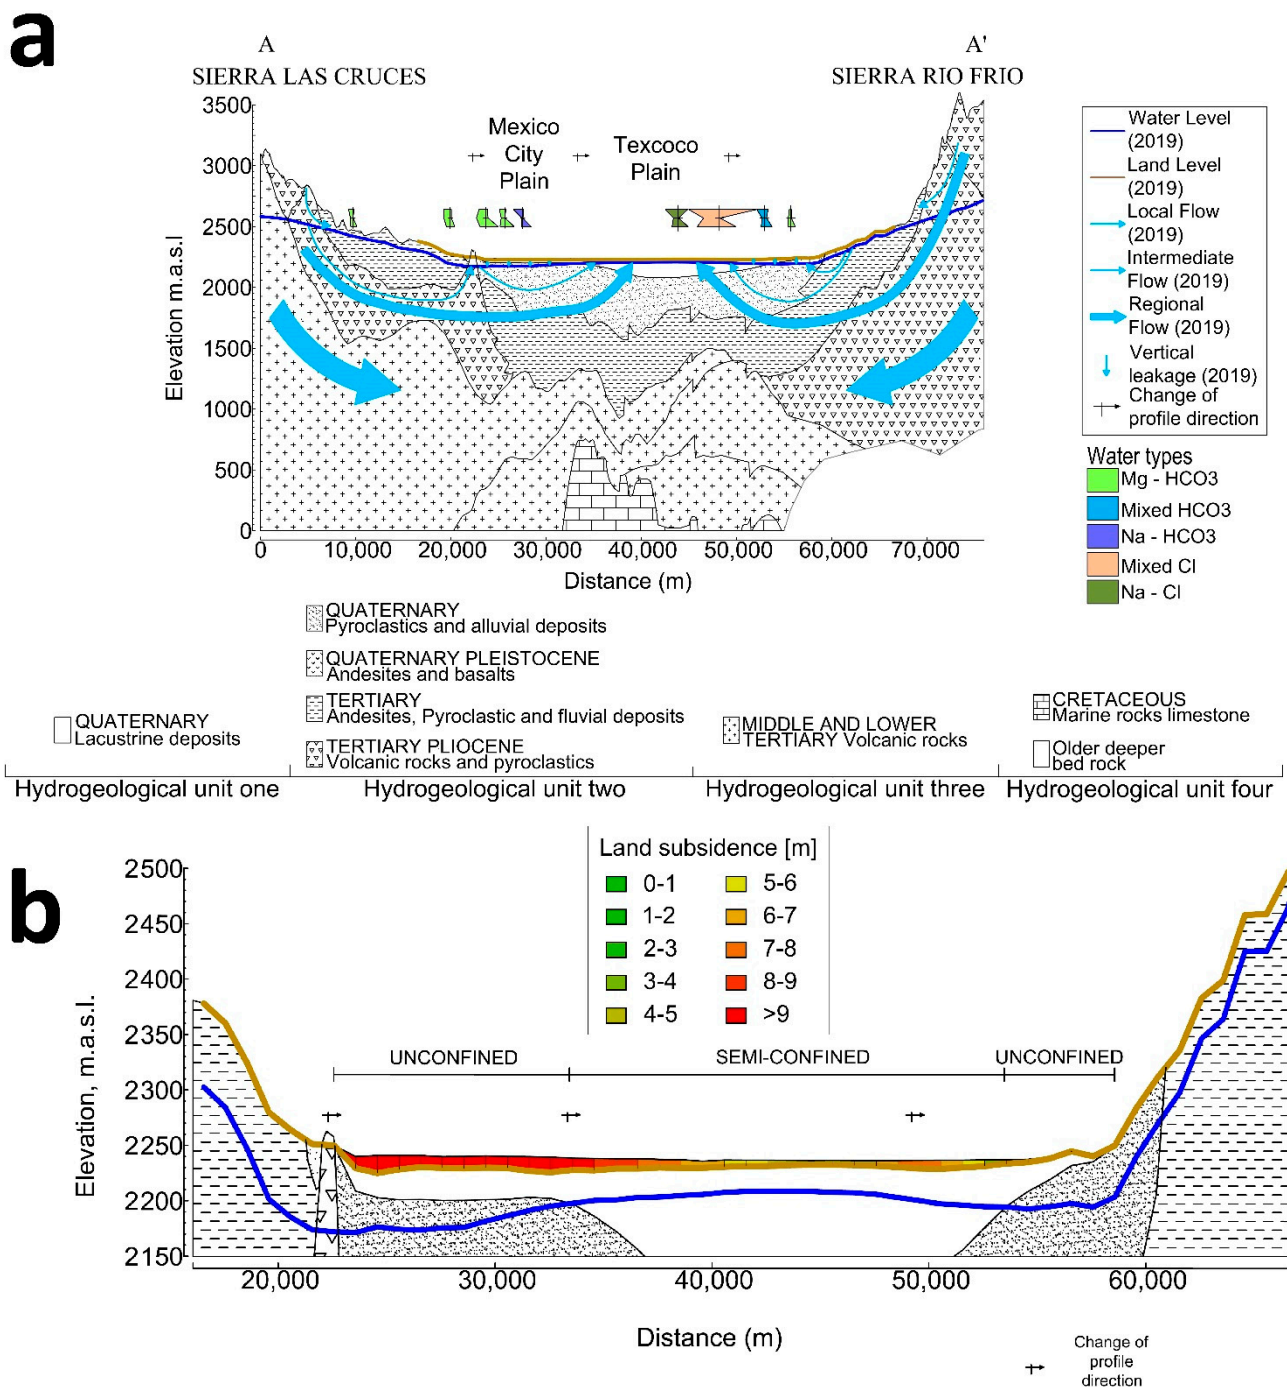 a
A
A'
SIERRA LAS CRUCES
SIERRA RIO FRIO
3500
3000
2500
2000
1500
1000
500
0
Elevation m.a.s.l
Mexico
City
Plain
Texcoco
Plain
0
10,000
20,000
30,000
40,000
50,000
60,000
70,000
Distance (m)
Water Level
(2019)
Land Level
(2019)
Local Flow
(2019)
Intermediate
Flow (2019)
Regional
Flow (2019)
Vertical
leakage (2019)
Change of
profile direction
Water types
Mg - HCO3
Mixed HCO3
Na - HCO3
Mixed Cl
Na - Cl
QUATERNARY
Lacustrine deposits
QUATERNARY
Pyroclastics and alluvial deposits
QUATERNARY PLEISTOCENE
Andesites and basalts
TERTIARY
Andesites, Pyroclastic and fluvial deposits
TERTIARY PLIOCENE
Volcanic rocks and pyroclastics
MIDDLE AND LOWER
TERTIARY Volcanic rocks
CRETACEOUS
Marine rocks limestone
Older deeper
bed rock
Hydrogeological unit one
Hydrogeological unit two
Hydrogeological unit three
Hydrogeological unit four
b
Land subsidence [m]
0-1
1-2
2-3
3-4
4-5
5-6
6-7
7-8
8-9
>9
2500
2450
2400
2350
2300
2250
2200
2150
Elevation, m.a.s.l.
UNCONFINED
SEMI-CONFINED
UNCONFINED
20,000
30,000
40,000
50,000
60,000
Distance (m)
Change of
profile
direction